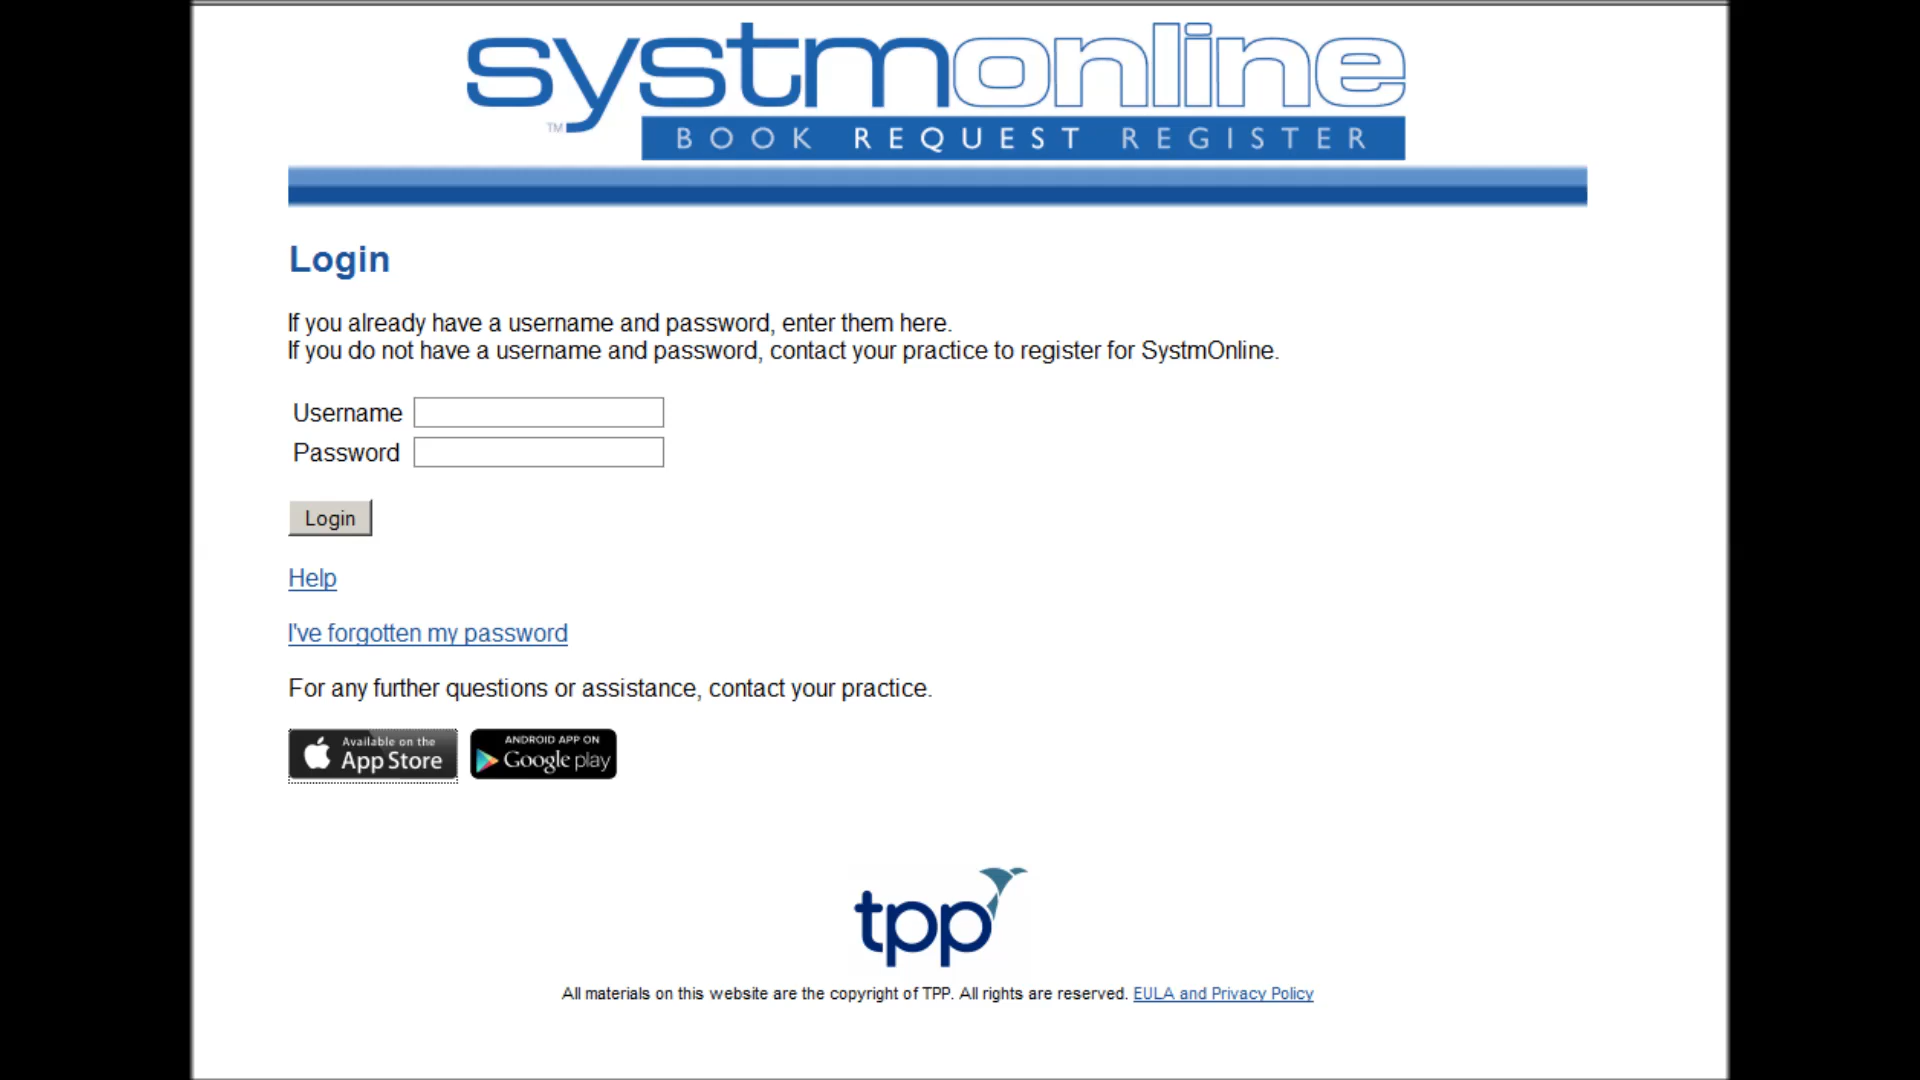 systmonline
TM
BOOK REQUEST REGISTER
Login
If you already have a username and password, enter them here.
If you do not have a username and password, contact your practice to register for SystmOnline.
Username
Password
Login
Help
I've forgotten my password
For any further questions or assistance, contact your practice.
Available on the
App Store
ANDROID APP ON
Google play
tpp
All materials on this website are the copyright of TPP. All rights are reserved. EULA and Privacy Policy